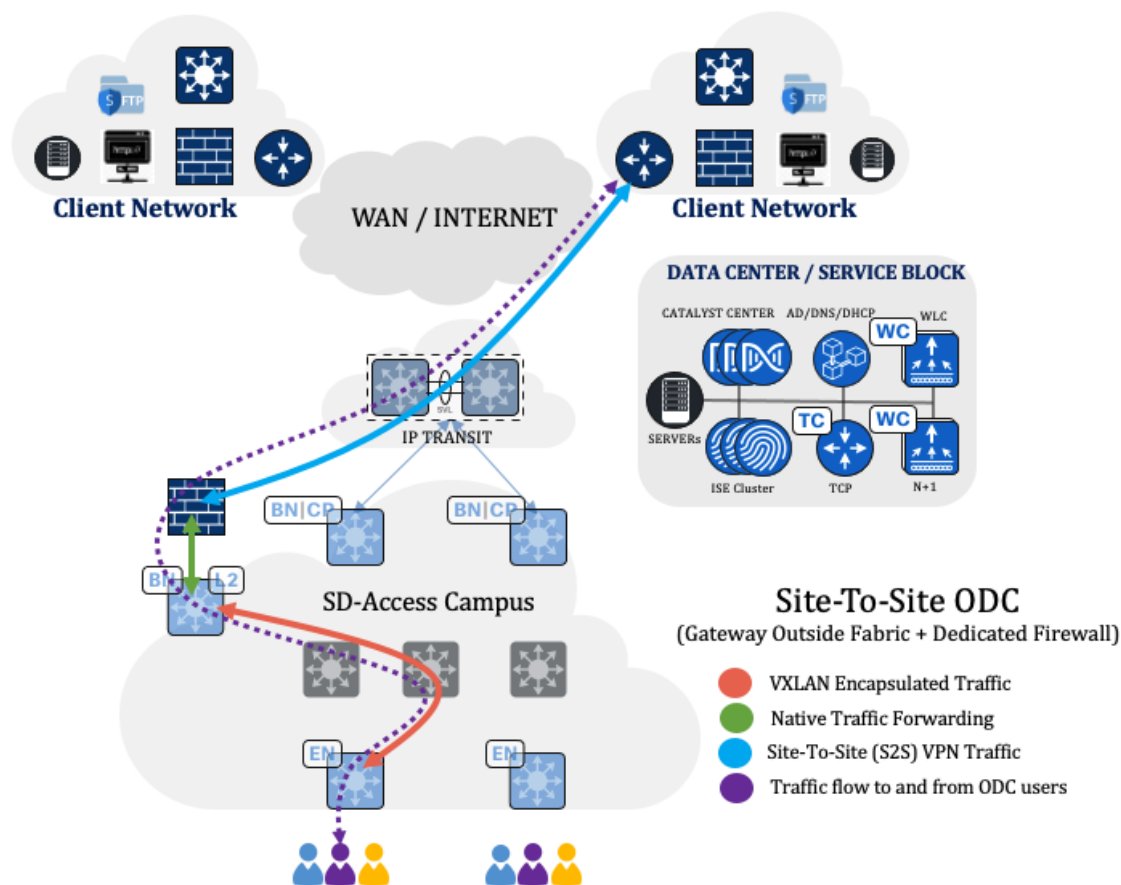 S FTP
FTP
S
http://
http://
Client Network
Client Network
WAN / INTERNET
DATA CENTER / SERVICE BLOCK
CATALYST CENTER
AD/DNS/DHCP
WLC
WC
SERVERs
TC
WC
ISE Cluster
TCP
N+1
SVL
IP TRANSIT
BN|CP
BN|CP
BN
L2
SD-Access Campus
EN
EN
Site-To-Site ODC
(Gateway Outside Fabric + Dedicated Firewall)
VXLAN Encapsulated Traffic
Native Traffic Forwarding
Site-To-Site (S2S) VPN Traffic
Traffic flow to and from ODC users